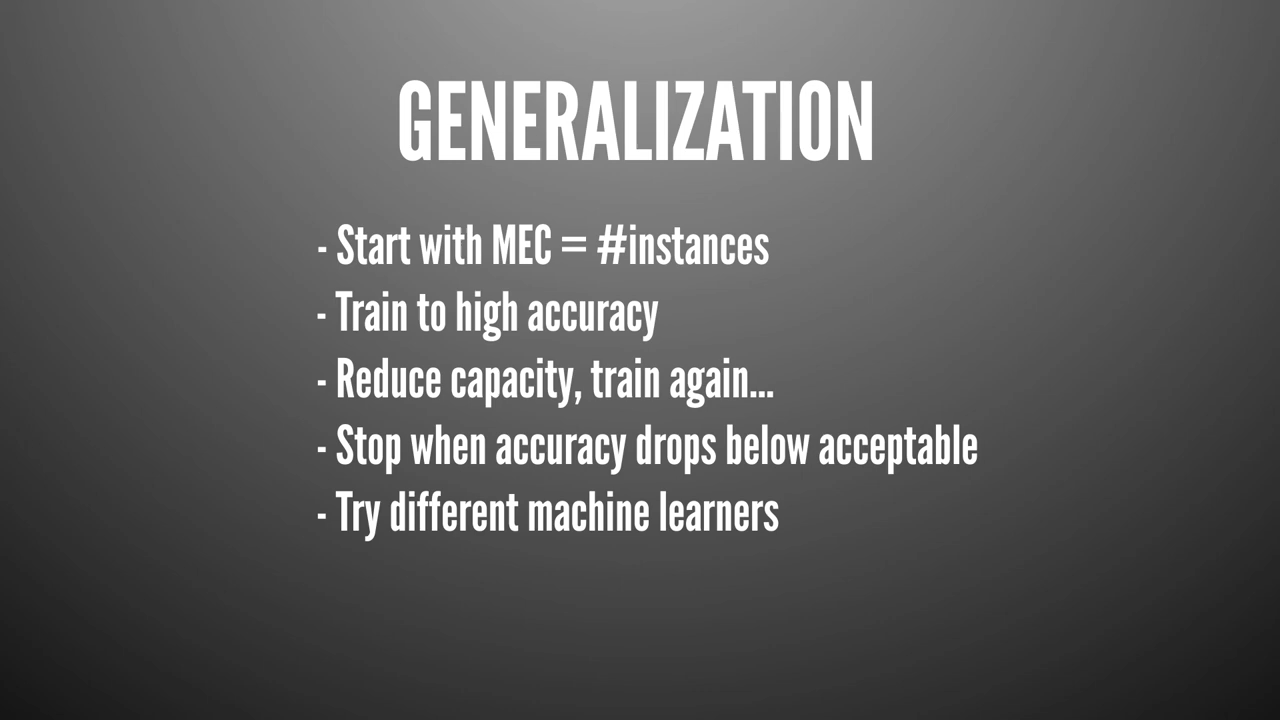 GENERALIZATION
- Start with MEC = #instances
- Train to high accuracy
- Reduce capacity, train again...
- Stop when accuracy drops below acceptable
- Try different machine learners